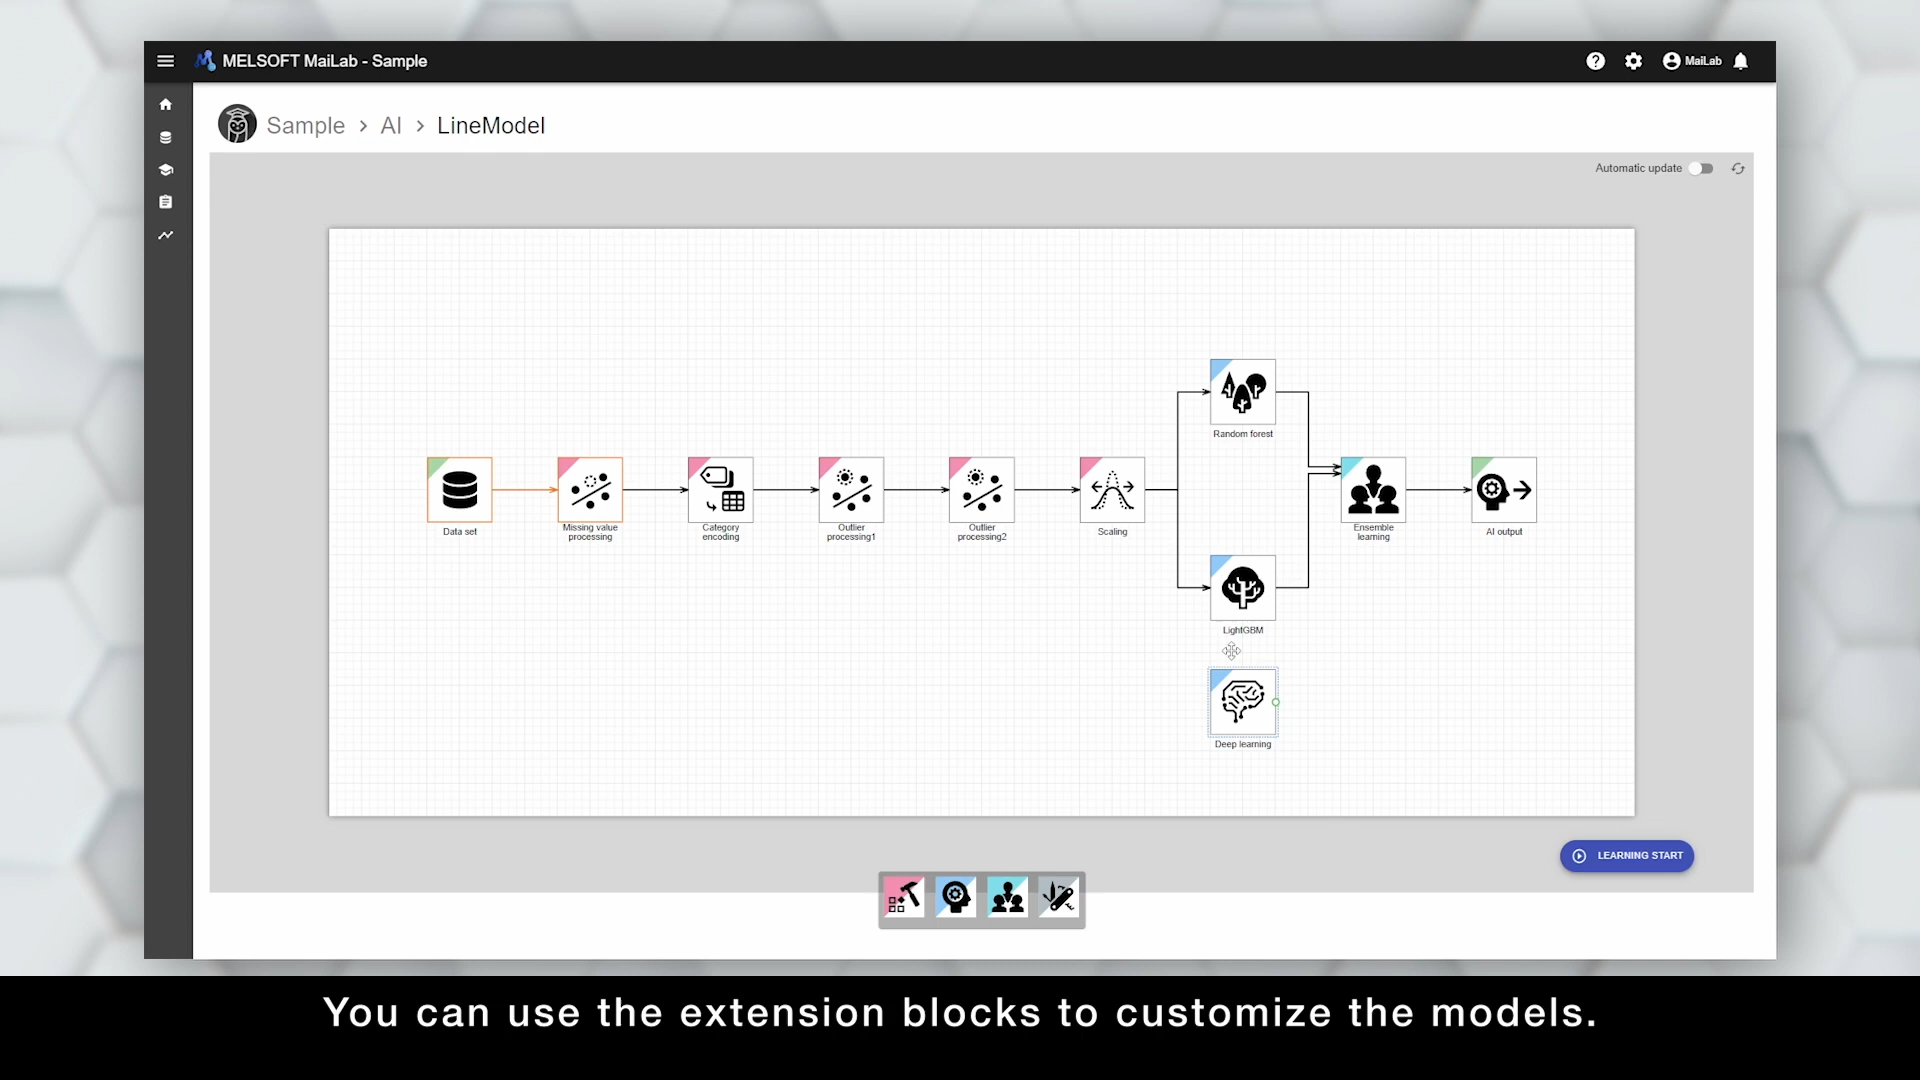 MELSOFT MaiLab - Sample
MaiLab
Sample > AI > LineModel
Automatic update
Random forest
Data set
Missing value
processing
Category
encoding
Outlier
processing1
Outlier
processing2
Scaling
Ensemble
learning
AI output
LightGBM
Deep learning
LEARNING START
You can use the extension blocks to customize the models.